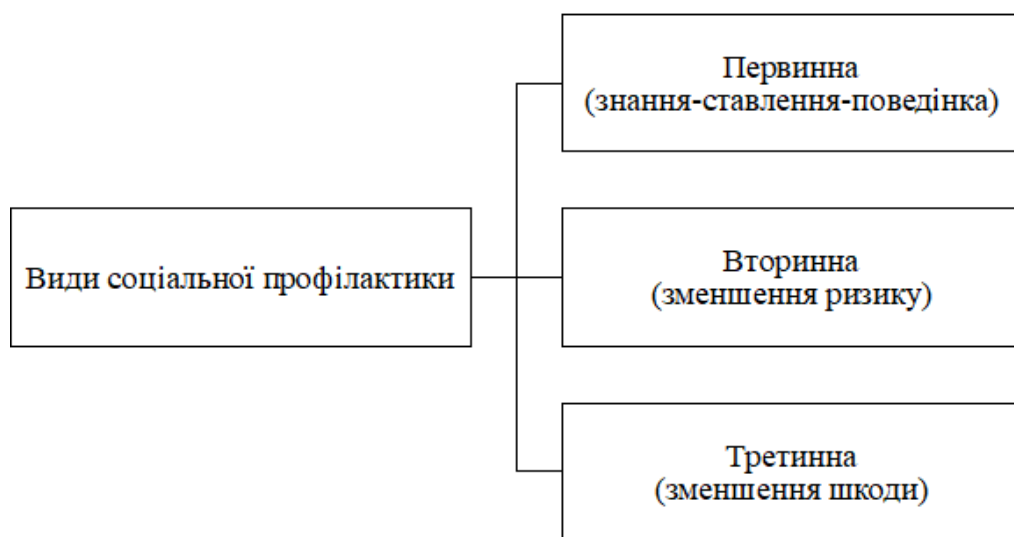 Первинна
(знання-ставлення-поведінка)
Види соціальної профілактики
Вторинна
(зменшення ризику)
Третинна
(зменшення шкоди)